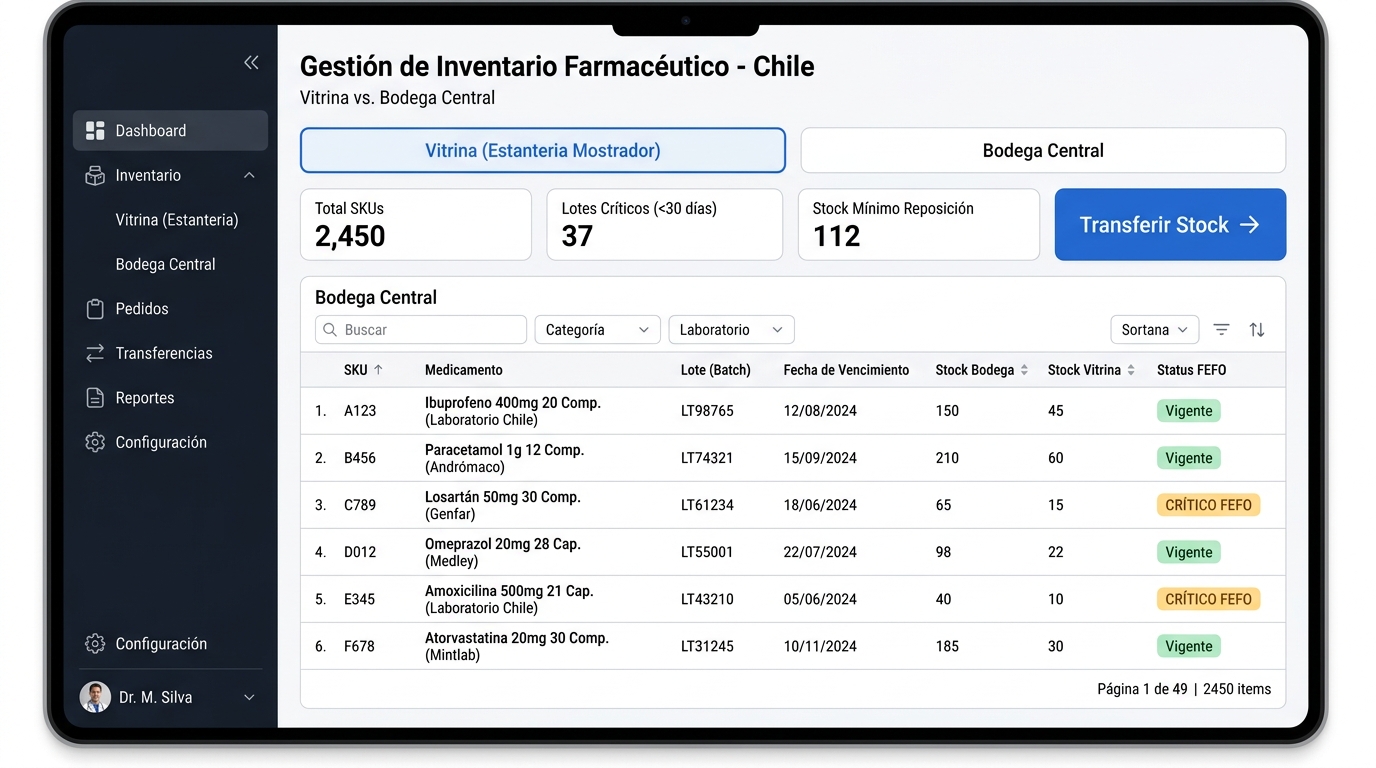 Gestión de Inventario Farmacéutico - Chile
Vitrina vs. Bodega Central
Dashboard
Inventario
Vitrina (Estantería)
Bodega Central
Pedidos
Transferencias
Reportes
Configuración
Configuración
Dr. M. Silva
Vitrina (Estanteria Mostrador)
Bodega Central
Total SKUs
2,450
Lotes Críticos (<30 días)
37
Stock Mínimo Reposición
112
Transferir Stock →
Bodega Central
Buscar
Categoría
Laboratorio
Sortana
SKU ↑ Medicamento Lote (Batch) Fecha de Vencimiento Stock Bodega Stock Vitrina Status FEFO
1. A123 Ibuprofeno 400mg 20 Comp. LT98765 12/08/2024 150 45 Vigente
(Laboratorio Chile)
2. B456 Paracetamol 1g 12 Comp. LT74321 15/09/2024 210 60 Vigente
(Andrómaco)
3. C789 Losartán 50mg 30 Comp. LT61234 18/06/2024 65 15 CRÍTICO FEFO
(Genfar)
4. D012 Omeprazol 20mg 28 Cap. LT55001 22/07/2024 98 22 Vigente
(Medley)
5. E345 Amoxicilina 500mg 21 Cap. LT43210 05/06/2024 40 10 CRÍTICO FEFO
(Laboratorio Chile)
6. F678 Atorvastatina 20mg 30 Comp. LT31245 10/11/2024 185 30 Vigente
(Mintlab)
Página 1 de 49 | 2450 items